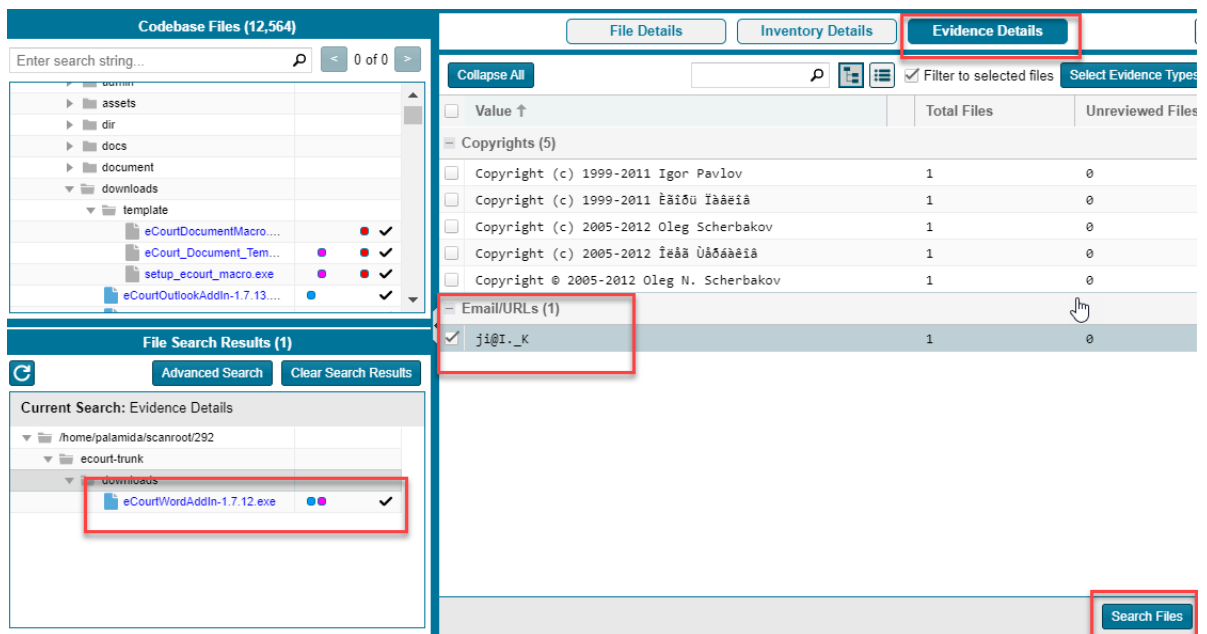 Codebase Files (12,564)
Enter search string...
< 0 of 0 >
admin
assets
dir
docs
document
downloads
template
eCourtDocumentMacro....
eCourt_Document_Tem...
setup_ecourt_macro.exe
eCourtOutlookAddIn-1.7.13....
File Search Results (1)
Advanced Search Clear Search Results
Current Search: Evidence Details
/home/palamida/scanroot/292
ecourt-trunk
downloads
eCourtWordAddIn-1.7.12.exe
File Details Inventory Details Evidence Details
Collapse All Filter to selected files Select Evidence Types
Value ↑ Total Files Unreviewed Files
Copyrights (5)
Copyright (c) 1999-2011 Igor Pavlov 1 0
Copyright (c) 1999-2011 Èãîðü Ïàâëîâ 1 0
Copyright (c) 2005-2012 Oleg Scherbakov 1 0
Copyright (c) 2005-2012 Îëåã Ùåðáàêîâ 1 0
Copyright © 2005-2012 Oleg N. Scherbakov 1 0
Email/URLs (1)
ji@I._K 1 0
Search Files